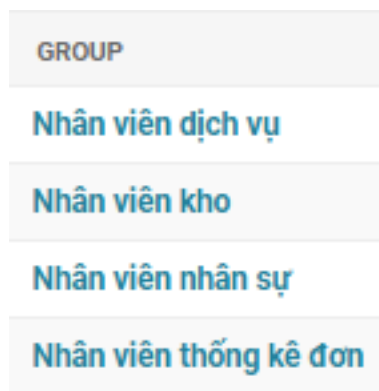 GROUP
Nhân viên dịch vụ
Nhân viên kho
Nhân viên nhân sự
Nhân viên thống kê đơn